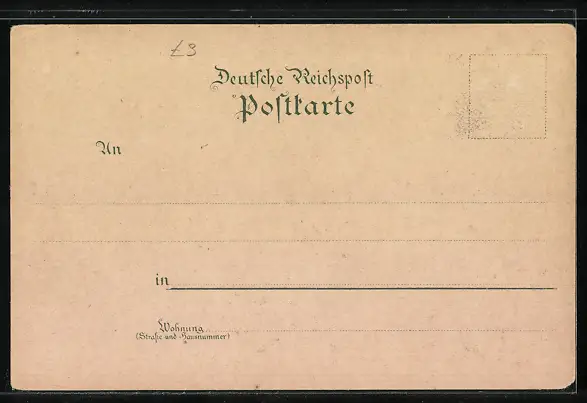 £3
Deutsche Reichspost
Postkarte
An
in
Wohnung
(Straße und Hausnummer)